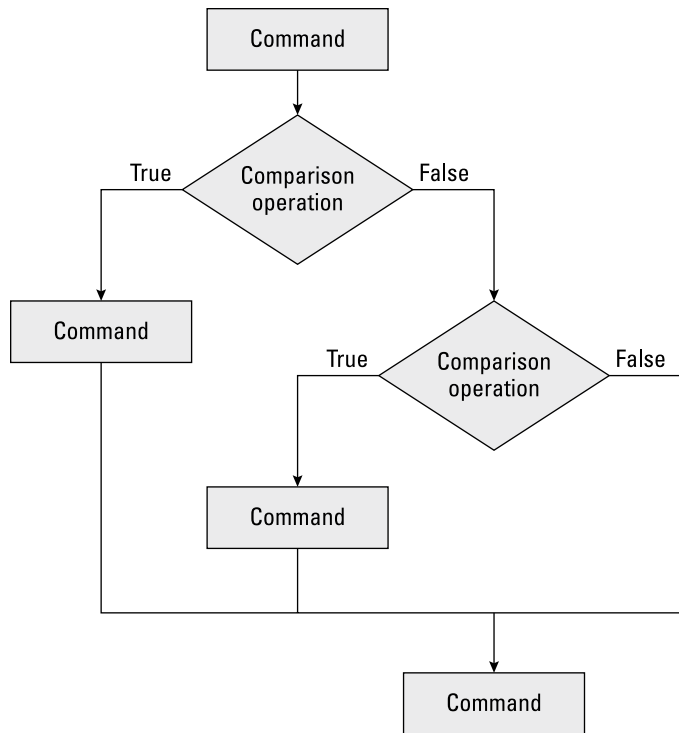 Command
True
Comparison
operation
False
Command
True
Comparison
operation
False
Command
Command